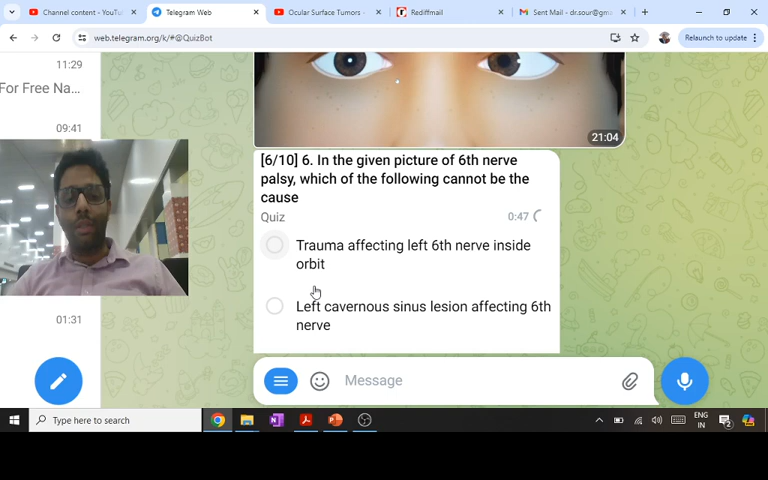 Channel content - YouTu
Telegram Web
Ocular Surface Tumors -
Rediffmail
Sent Mail - dr.sour@gma
web.telegram.org/k/#@QuizBot
Relaunch to update
11:29
For Free Na...
09:41
01:31
21:04
[6/10] 6. In the given picture of 6th nerve
palsy, which of the following cannot be the
cause
Quiz
0:47
Trauma affecting left 6th nerve inside
orbit
Left cavernous sinus lesion affecting 6th
nerve
Message
Type here to search
ENG
IN
2